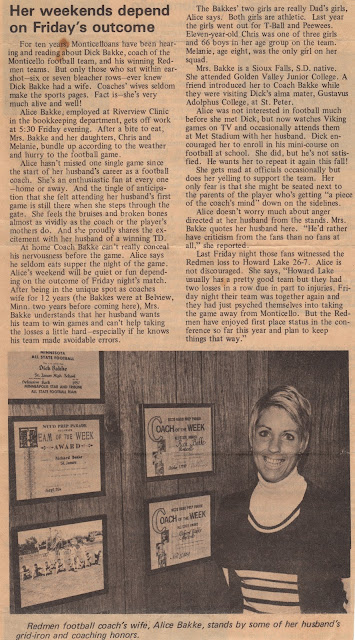 Her weekends depend
on Friday's outcome
For ten years Monticelloans have been hear-
ing and reading about Dick Bakke, coach of the
Monticello football team, and his winning Red-
men teams. But only those who sat within ear-
shot--six or seven bleacher rows--ever knew
Dick Bakke had a wife. Coaches' wives seldom
make the sports pages. Fact is--she's very
much alive and well!
Alice Bakke, employed at Riverview Clinic
in the bookkeeping department, gets off work
at 5:30 Friday evening. After a bite to eat,
Mrs. Bakke and her daughters, Chris and
Melanie, bundle up according to the weather
and hurry to the football game.
Alice hasn't missed one single game since
the start of her husband's career as a football
coach. She's an enthusiastic fan at every one
--home or away. And the tingle of anticipa-
tion that she felt attending her husband's first
game is still there when she steps through the
gate. She feels the bruises and broken bones
almost as vividly as the coach or the player's
mothers do. And she proudly shares the ex-
citement with her husband of a winning TD.
At home Coach Bakke can't really conceal
his nervousness before the game. Alice says
he seldom eats supper the night of the game.
Alice's weekend will be quiet or fun depend-
ing on the outcome of Friday night's match.
After being in the unique spot as coaches
wife for 12 years (the Bakkes were at
Minn. two years before coming here), Mrs.
Bakke understands that her husband wants
his team to win games and can't help taking
the losses a little hard--especially if he knows
his team made avoidable errors.
The Bakkes' two girls are really Dad's girls,
Alice says. Both girls are athletic. Last year
the girls went out for T-Ball and Peewees.
Eleven-year-old Chris was one of three girls
and 66 boys in her age group on the team.
Melanie, age eight, was the only girl on her
squad.
Mrs. Bakke is a Sioux Falls, S.D. native.
She attended Golden Valley Junior College. A
friend introduced her to Coach Bakke while
they were visiting Dick's alma mater, Gustavus
Adolphus College, at St. Peter.
Alice was not interested in football much
before she met Dick, but now watches Viking
games on TV and occasionally attends them
at Met Stadium with her husband. Dick en-
couraged her to enroll in his mini-course on
football at school. She did, but he's not satis-
fied. He wants her to repeat it again this fall!
She gets mad at officials occasionally but
does her yelling to support the team. Her
only fear is that she might be seated next to
the parents of the player who's getting "a piece
of the coach's mind" down on the sidelines.
Alice doesn't worry much about anger
directed at her husband from the stands. Mrs.
Bakke quotes her husband here. "He'd rather
have criticism from the fans than no fans at
all," she reported.
Last Friday night those fans witnessed the
Redmen loss to Howard Lake 26-7. Alice is
not discouraged. She says, "Howard Lake
usually has a pretty good team but they had
two losses in a row due in part to injuries. Fri-
day night their team was together again and
they had just psyched themselves into taking
the game away from Monticello. But the Red-
men have enjoyed first place status in the con-
ference so far this year and plan to keep
things that way."
MINNESOTA
ALL STATE FOOTBALL
Dick Bakke
TEAM OF THE WEEK
AWARD
Richard Bakke
COACH OF THE WEEK
COACH OF THE WEEK
Redmen football coach's wife, Alice Bakke, stands by some of her husband's
grid-iron and coaching honors.